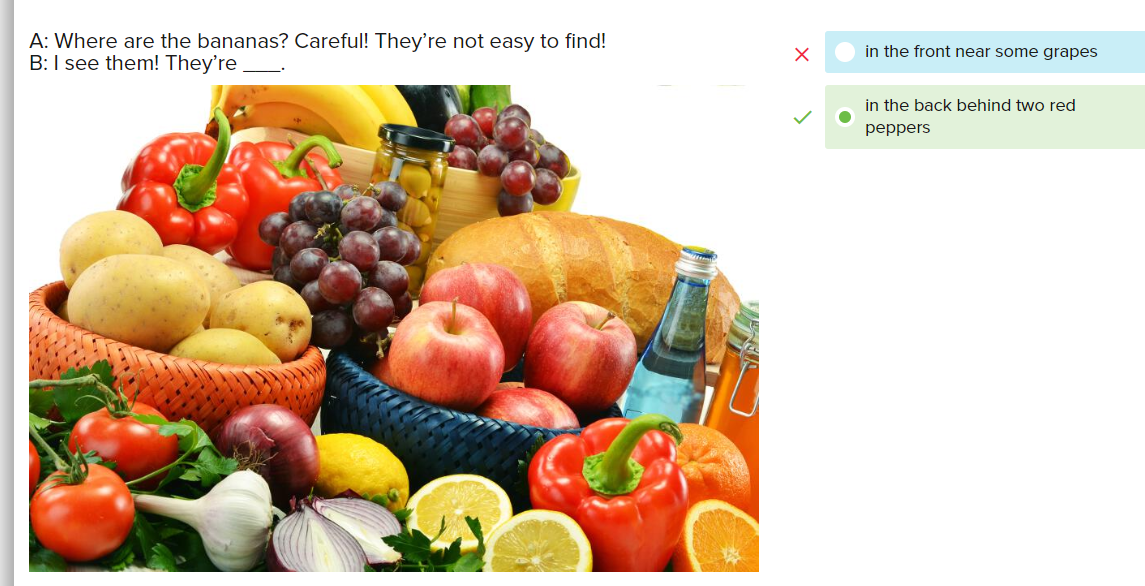 A: Where are the bananas? Careful! They’re not easy to find!
B: I see them! They’re ___.
in the front near some grapes
in the back behind two red
peppers